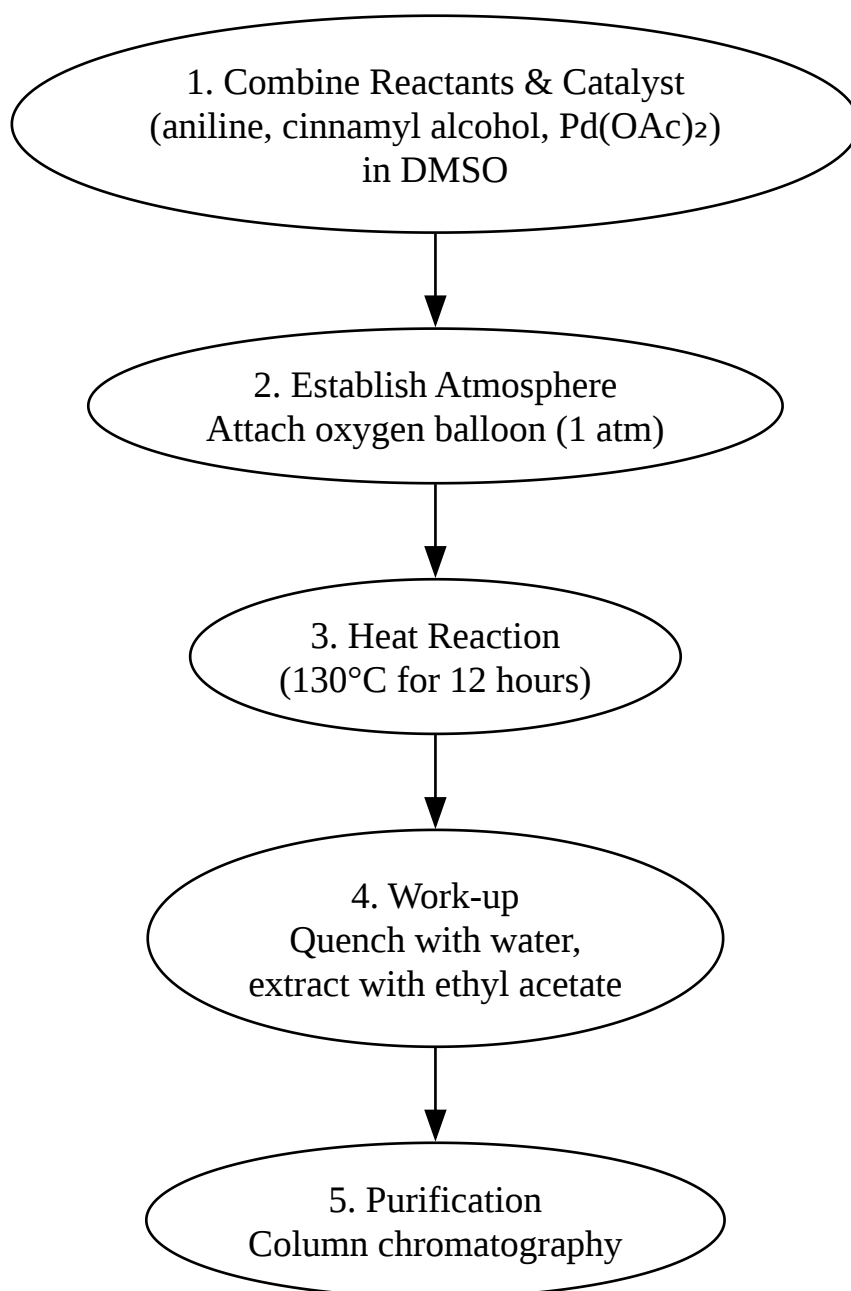 1. Combine Reactants & Catalyst
(aniline, cinnamyl alcohol, Pd(OAc)₂)
in DMSO
2. Establish Atmosphere
Attach oxygen balloon (1 atm)
3. Heat Reaction
(130°C for 12 hours)
4. Work-up
Quench with water,
extract with ethyl acetate
5. Purification
Column chromatography